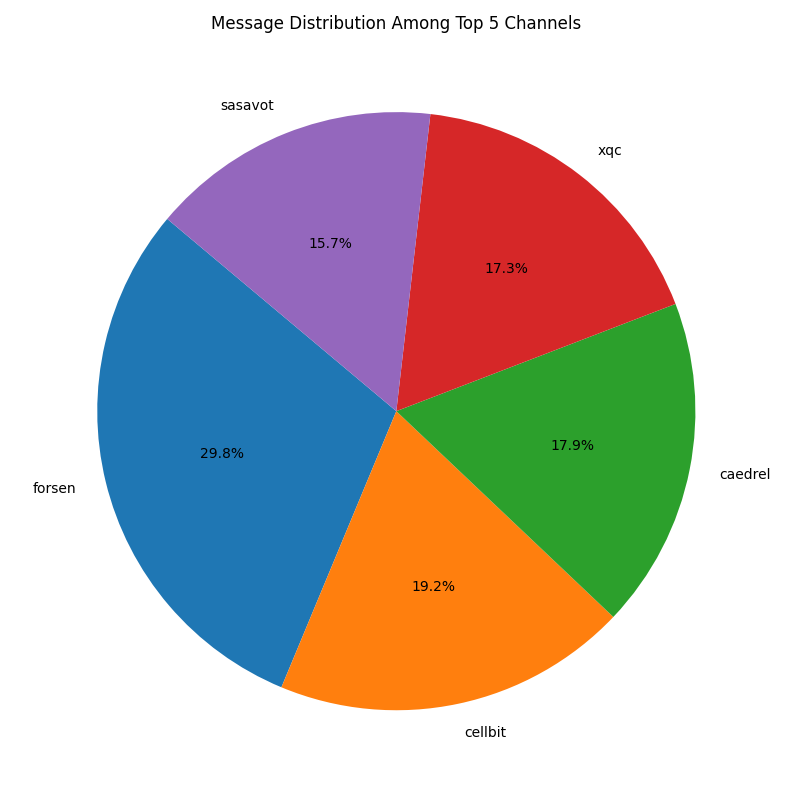 Message Distribution Among Top 5 Channels
sasavot
xqc
15.7%
17.3%
29.8%
17.9%
caedrel
forsen
19.2%
cellbit